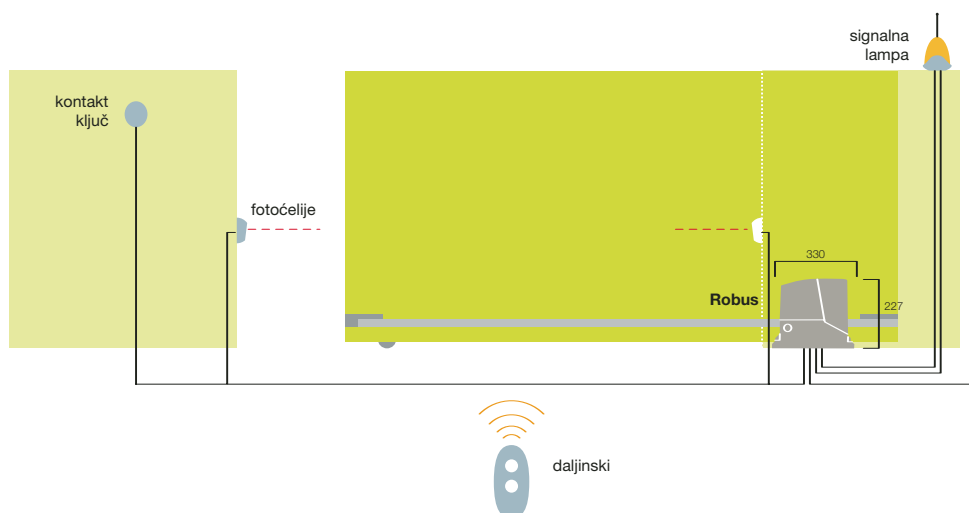 signalna
lampa
kontakt
ključ
fotoćelije
330
Robus
227
daljinski